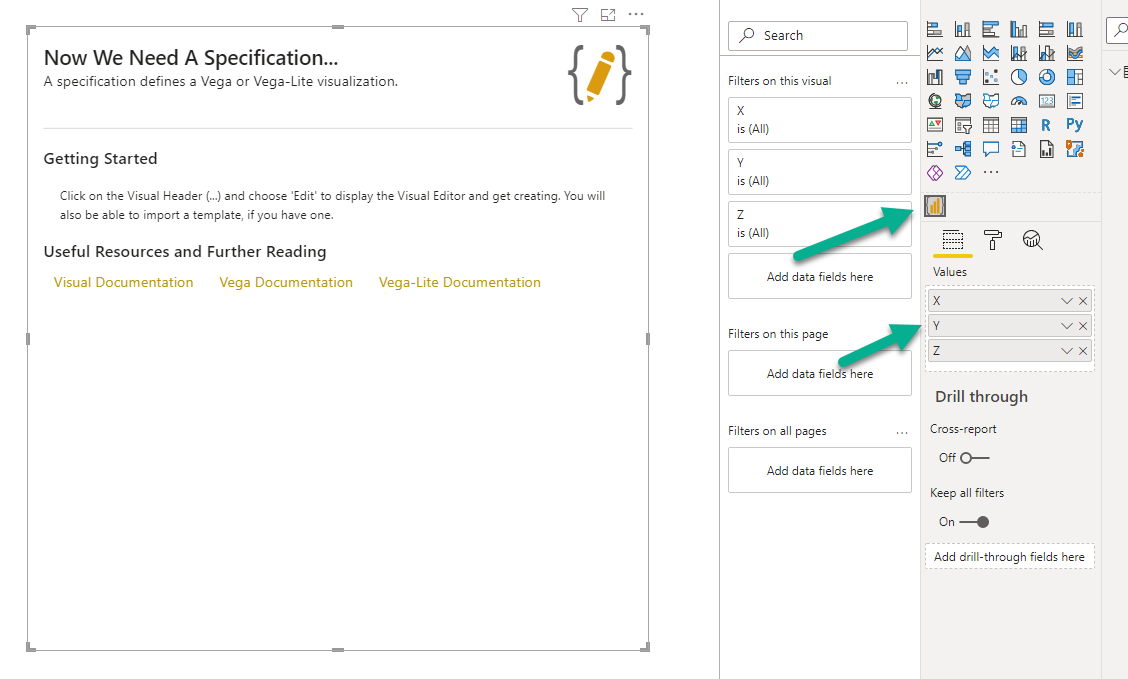 Now We Need A Specification...
A specification defines a Vega or Vega-Lite visualization.
Getting Started
Click on the Visual Header (...) and choose 'Edit' to display the Visual Editor and get creating. You will
also be able to import a template, if you have one.
Useful Resources and Further Reading
Visual Documentation Vega Documentation Vega-Lite Documentation
Search
Filters on this visual
X
is (All)
Y
is (All)
Z
is (All)
Add data fields here
Filters on this page
Add data fields here
Filters on all pages
Add data fields here
123
R Py
Values
X
Y
Z
Drill through
Cross-report
Off
Keep all filters
On
Add drill-through fields here